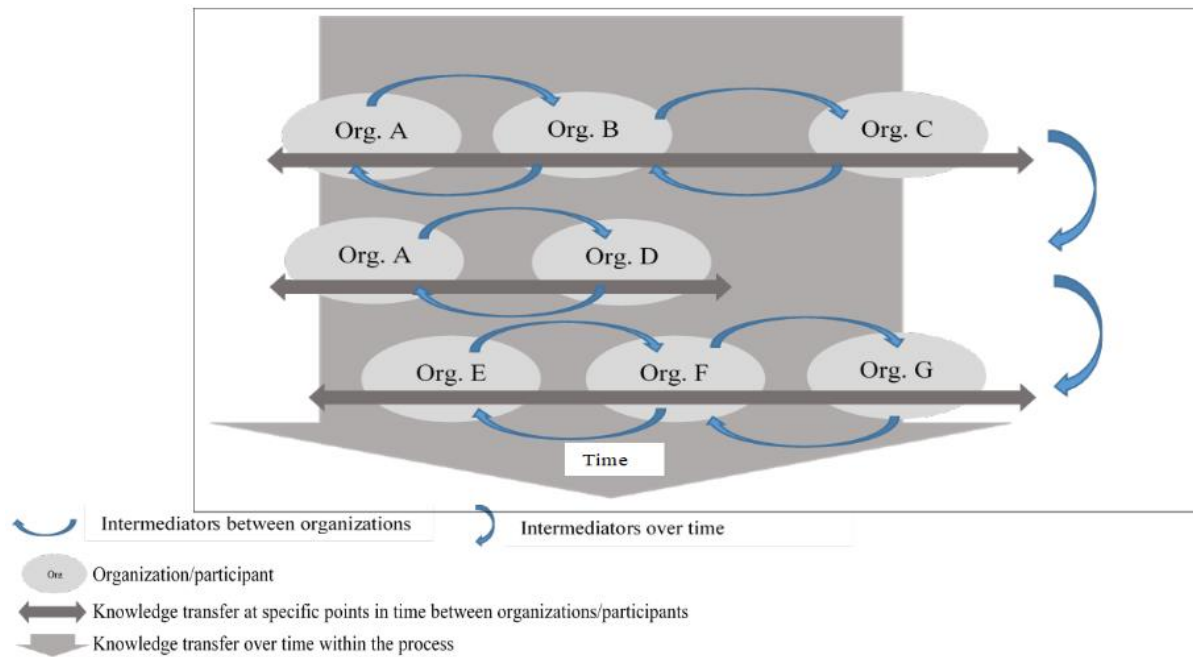 Org. A Org. B Org. C
Org. A Org. D
Org. E Org. F Org. G
Time
Intermediators between organizations Intermediators over time
Org Organization/participant
Knowledge transfer at specific points in time between organizations/participants
Knowledge transfer over time within the process